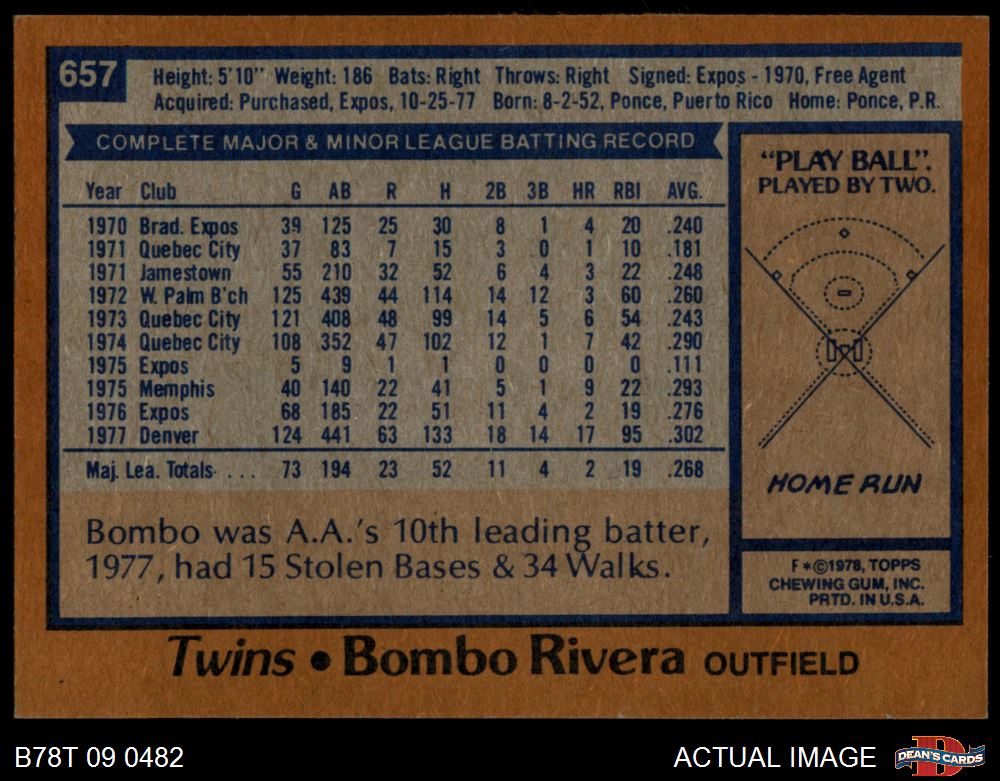 657
Height: 5'10" Weight: 186 Bats: Right Throws: Right Signed: Expos - 1970, Free Agent
Acquired: Purchased, Expos, 10-25-77 Born: 8-2-52, Ponce, Puerto Rico Home: Ponce, P.R.
COMPLETE MAJOR & MINOR LEAGUE BATTING RECORD
Year Club G AB R H 2B 3B HR RBI AVG.
1970 Brad. Expos 39 125 25 30 8 1 4 20 .240
1971 Quebec City 37 83 7 15 3 0 1 10 .181
1971 Jamestown 55 210 32 52 6 4 3 22 .248
1972 W. Palm B'ch 125 439 44 114 14 12 3 60 .260
1973 Quebec City 121 408 48 99 14 5 6 54 .243
1974 Quebec City 108 352 47 102 12 1 7 42 .290
1975 Expos 5 9 1 1 0 0 0 0 .111
1975 Memphis 40 140 22 41 5 1 9 22 .293
1976 Expos 68 185 22 51 11 4 2 19 .276
1977 Denver 124 441 63 133 18 14 17 95 .302
Maj. Lea. Totals. . . . 73 194 23 52 11 4 2 19 .268
Bombo was A.A.'s 10th leading batter,
1977, had 15 Stolen Bases & 34 Walks.
"PLAY BALL".
PLAYED BY TWO.
HOME RUN
F*©1978, TOPPS
CHEWING GUM, INC.
PRTD. IN U.S.A.
Twins • Bombo Rivera OUTFIELD
B78T 09 0482
ACTUAL IMAGE
D
DEAN'S CARDS